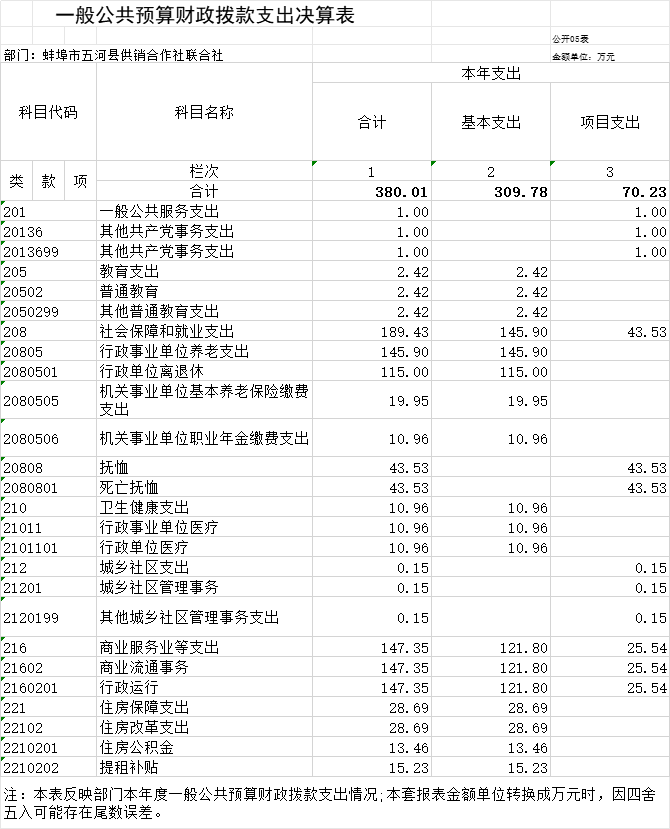 一般公共预算财政拨款支出决算表
公开05表
部门：蚌埠市五河县供销合作社联合社 金额单位：万元
科目代码 科目名称 本年支出
合计 基本支出 项目支出
类 款 项 栏次 1 2 3
合计 380.01 309.78 70.23
201 一般公共服务支出 1.00 1.00
20136 其他共产党事务支出 1.00 1.00
2013699 其他共产党事务支出 1.00 1.00
205 教育支出 2.42 2.42
20502 普通教育 2.42 2.42
2050299 其他普通教育支出 2.42 2.42
208 社会保障和就业支出 189.43 145.90 43.53
20805 行政事业单位养老支出 145.90 145.90
2080501 行政单位离退休 115.00 115.00
2080505 机关事业单位基本养老保险缴费
支出 19.95 19.95
2080506 机关事业单位职业年金缴费支出 10.96 10.96
20808 抚恤 43.53 43.53
2080801 死亡抚恤 43.53 43.53
210 卫生健康支出 10.96 10.96
21011 行政事业单位医疗 10.96 10.96
2101101 行政单位医疗 10.96 10.96
212 城乡社区支出 0.15 0.15
21201 城乡社区管理事务 0.15 0.15
2120199 其他城乡社区管理事务支出 0.15 0.15
216 商业服务业等支出 147.35 121.80 25.54
21602 商业流通事务 147.35 121.80 25.54
2160201 行政运行 147.35 121.80 25.54
221 住房保障支出 28.69 28.69
22102 住房改革支出 28.69 28.69
2210201 住房公积金 13.46 13.46
2210202 提租补贴 15.23 15.23
注：本表反映部门本年度一般公共预算财政拨款支出情况;本套报表金额单位转换成万元时，因四舍
五入可能存在尾数误差。